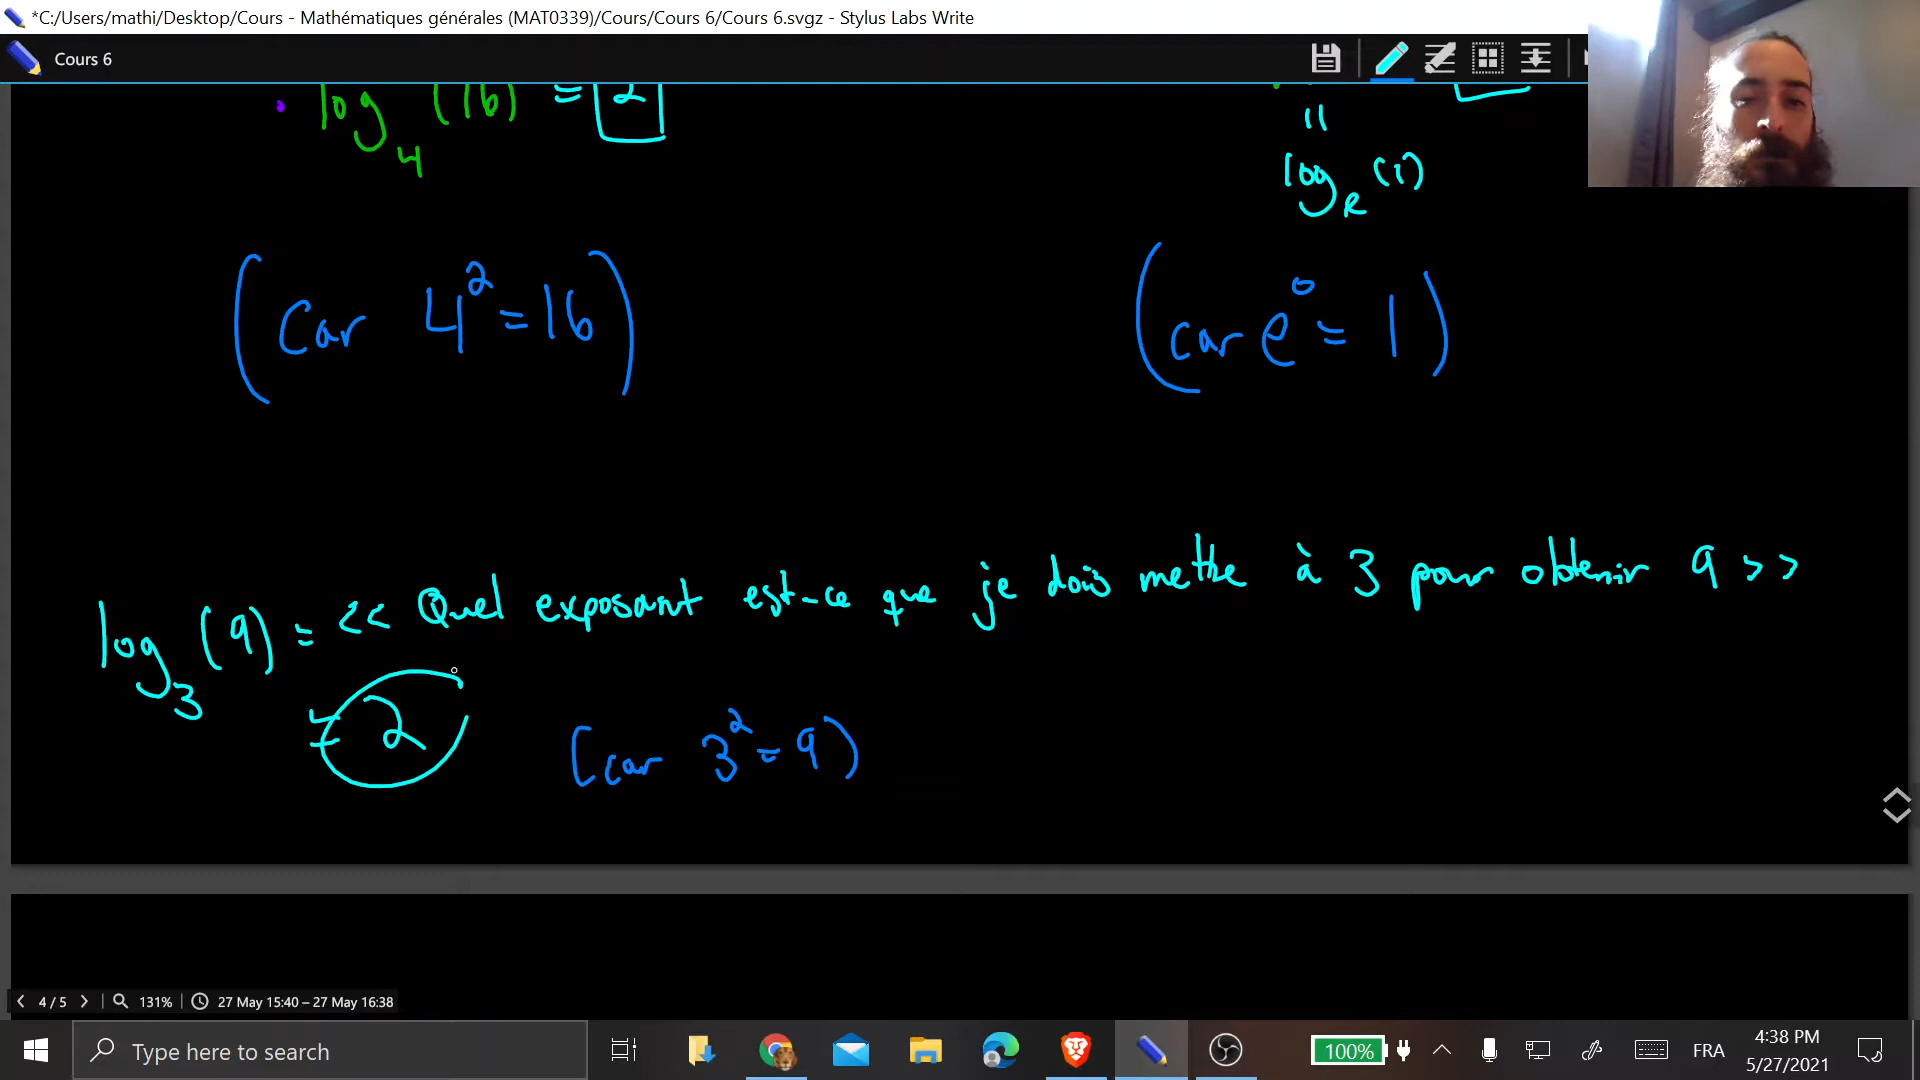 *C:/Users/mathi/Desktop/Cours - Mathématiques générales (MAT0339)/Cours/Cours 6/Cours 6.svgz - Stylus Labs Write
Cours 6
• log₄ (16) = 2
=
logₑ (1)
(Car 4² = 16)
(car e⁰ = 1)
log₃ (9) = << Quel exposant est-ce que je dois mettre à 3 pour obtenir 9 >>
= 2 (car 3² = 9)
4/5 131% 27 May 15:40 – 27 May 16:38
Type here to search
100% FRA
4:38 PM
5/27/2021